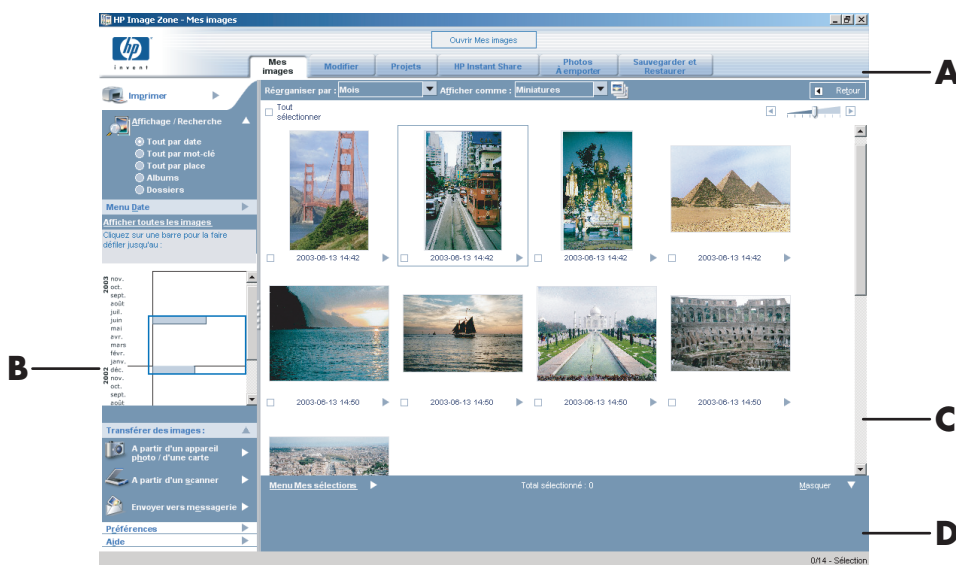 HP Image Zone - Mes images
hp
invent
Ouvrir Mes images
Mes images
Modifier
Projets
HP Instant Share
Photos À emporter
Sauvegarder et Restaurer
A
Imprimer
Réorganiser par : Mois
Afficher comme : Miniatures
Retour
Affichage / Recherche
Tout par date
Tout par mot-clé
Tout par place
Albums
Dossiers
Tout sélectionner
Menu Date
Afficher toutes les images
Cliquez sur une barre pour la faire
défiler jusqu'au :
2003-06-13 14:42
2003-06-13 14:42
2003-06-13 14:42
2003-06-13 14:42
2003
nov.
oct.
sept.
août
juil.
juin
mai
avr.
mars
févr.
janv.
2002
déc.
nov.
oct.
sept.
août
B
2003-06-13 14:50
2003-06-13 14:50
2003-06-13 14:50
2003-06-13 14:50
C
Transférer des images :
A partir d'un appareil
photo / d'une carte
A partir d'un scanner
Envoyer vers messagerie
Préférences
Aide
Menu Mes sélections
Total sélectionné : 0
Masquer
D
0/14 - Sélection